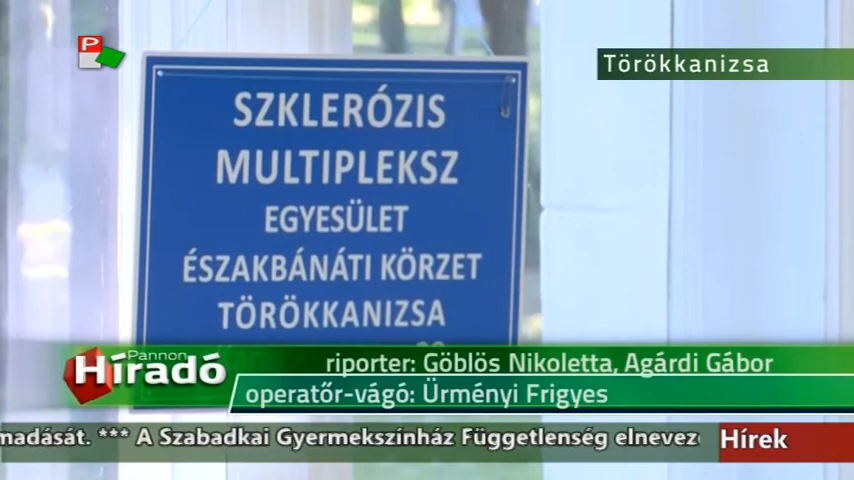 P
Törökkanizsa
SZKLERÓZIS
MULTIPLEKSZ
EGYESÜLET
ÉSZAKBÁNÁTI KÖRZET
TÖRÖKKANIZSA
Pannon
Híradó
riporter: Göblös Nikoletta, Agárdi Gábor
operatőr-vágó: Ürményi Frigyes
madását. *** A Szabadkai Gyermekszínház Függetlenség elnevez
Hírek